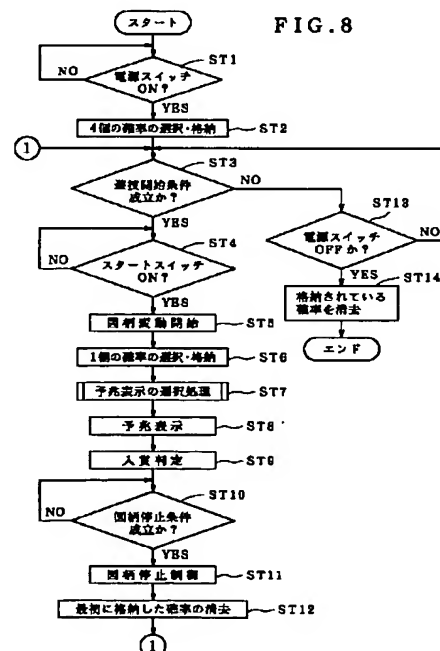 スタート
FIG.8
ST1
電源スイッチ
ON?
NO
YES
4個の確率の選択・格納
ST2
1
ST3
遊技開始条件
成立か?
NO
YES
ST4
スタートスイッチ
ON?
NO
YES
ST13
電源スイッチ
OFFか?
NO
YES
ST14
格納されている
確率を消去
エンド
図柄変動開始
ST5
1個の確率の選択・格納
ST6
予兆表示の選択処理
ST7
予兆表示
ST8
入賞判定
ST9
ST10
図柄停止条件
成立か?
NO
YES
図柄停止制御
ST11
最初に格納した確率の消去
ST12
1